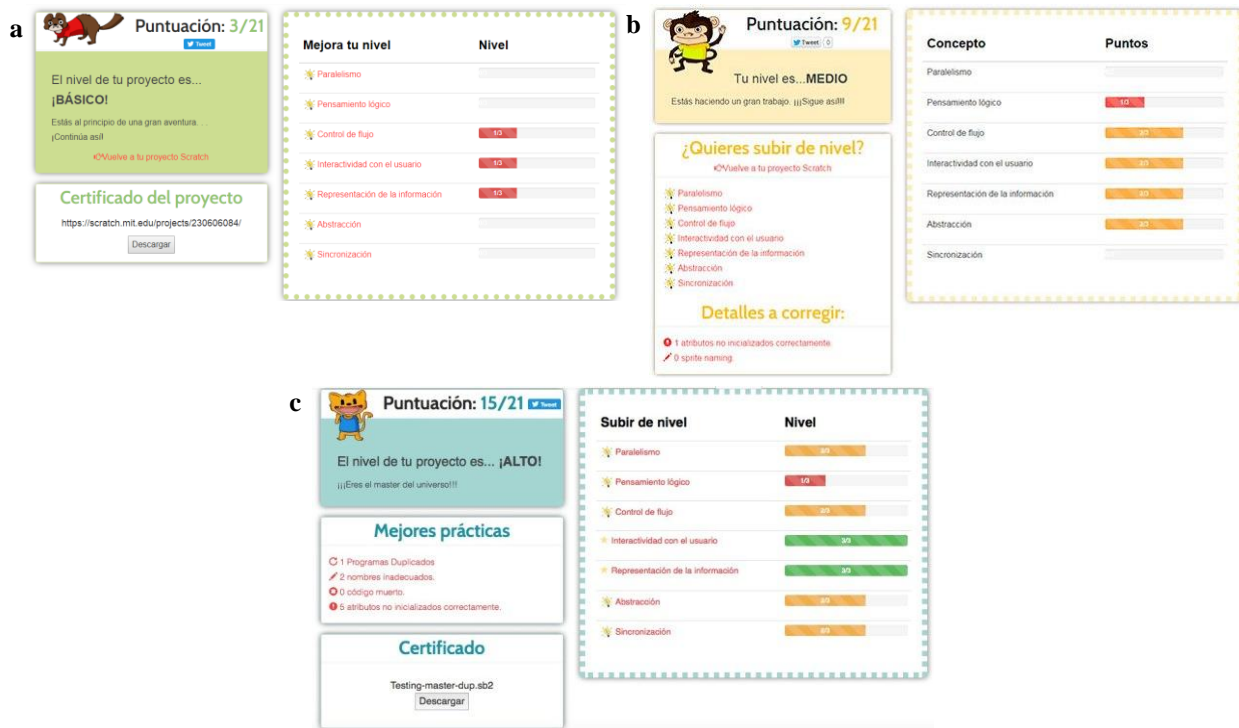 a
Puntuación: 3/21
Tweet
El nivel de tu proyecto es...
¡BÁSICO!
Estás al principio de una gran aventura. . .
¡Continúa así!
Vuelve a tu proyecto Scratch
Certificado del proyecto
https://scratch.mit.edu/projects/230606084/
Descargar
Mejora tu nivel Nivel
Paralelismo
Pensamiento lógico
Control de flujo 1/3
Interactividad con el usuario 1/3
Representación de la información 1/3
Abstracción
Sincronización
b
Puntuación: 9/21
Tweet 0
Tu nivel es...MEDIO
Estás haciendo un gran trabajo. ¡¡¡Sigue así!!!
¿Quieres subir de nivel?
Vuelve a tu proyecto Scratch
Paralelismo
Pensamiento lógico
Control de flujo
Interactividad con el usuario
Representación de la información
Abstracción
Sincronización
Detalles a corregir:
1 atributos no inicializados correctamente
0 sprite naming
Concepto Puntos
Paralelismo
Pensamiento lógico 1/3
Control de flujo 2/3
Interactividad con el usuario 2/3
Representación de la información 2/3
Abstracción 2/3
Sincronización
c
Puntuación: 15/21 Tweet
El nivel de tu proyecto es... ¡ALTO!
¡¡¡Eres el master del universo!!!
Mejores prácticas
1 Programas Duplicados
2 nombres inadecuados.
0 código muerto.
5 atributos no inicializados correctamente.
Certificado
Testing-master-dup.sb2
Descargar
Subir de nivel Nivel
Paralelismo 2/3
Pensamiento lógico 1/3
Control de flujo 2/3
Interactividad con el usuario 3/3
Representación de la información 3/3
Abstracción 2/3
Sincronización 2/3